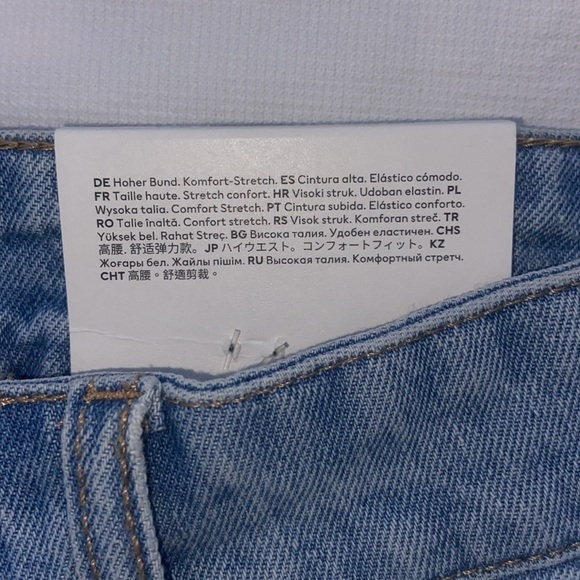 DE Hoher Bund. Komfort-Stretch. ES Cintura alta. Elástico cómodo.
FR Taille haute. Stretch confort. HR Visoki struk. Udoban elastin. PL
Wysoka talia. Comfort Stretch. PT Cintura subida. Elástico conforto.
RO Talie înaltă. Confort stretch. RS Visok struk. Komforan streč. TR
Yüksek bel. Rahat Streç. BG Висока талия. Удобен еластичен. CHS
高腰. 舒适弹力款。JP ハイウエスト。コンフォートフィット。KZ
Жоғары бел. Жайлы пішім. RU Высокая талия. Комфортный стретч.
CHT 高腰。舒適剪裁。